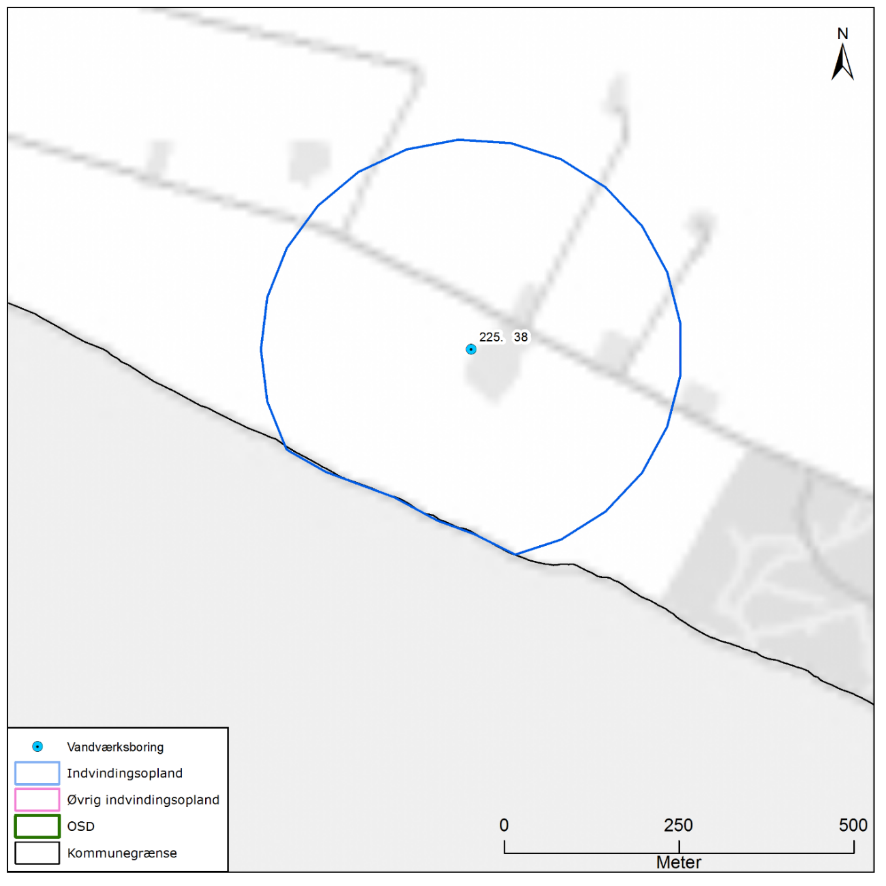 N
225. 38
Vandværksboring
Indvindingsopland
Øvrig indvindingsopland
OSD
Kommunegrænse
0 250 500
Meter